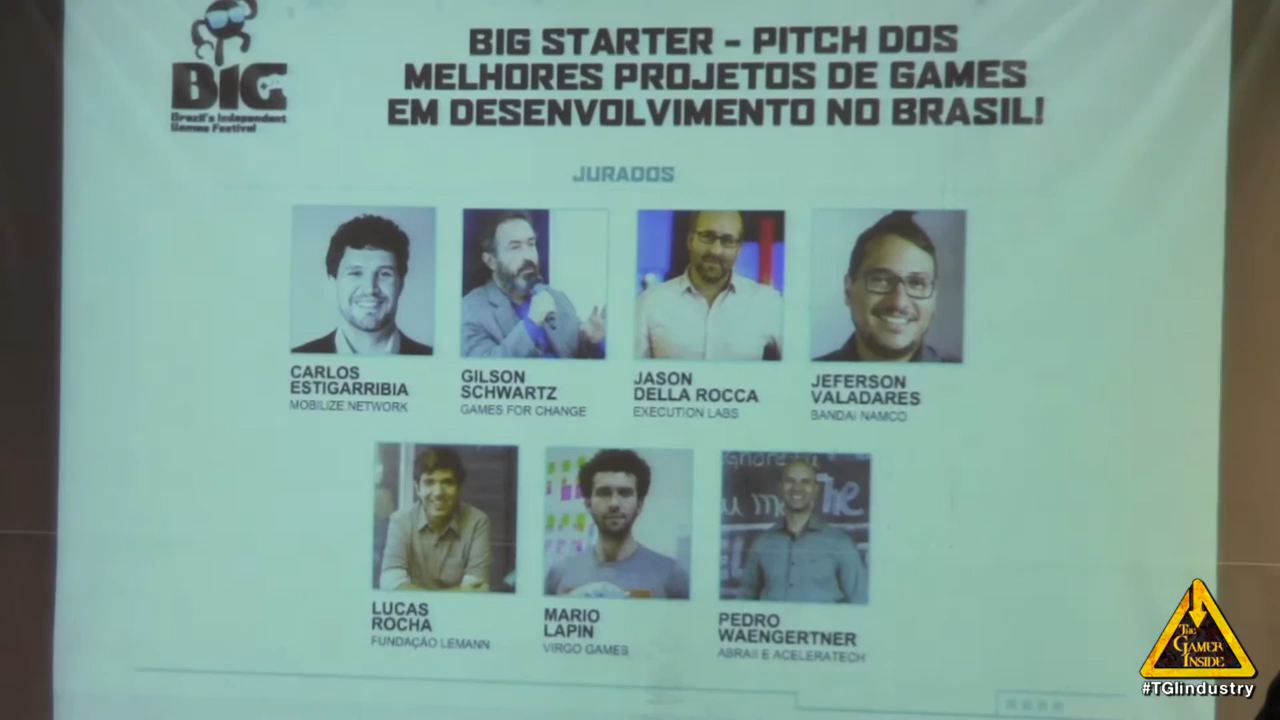 BIG
Brazil's Independent
Games Festival
BIG STARTER - PITCH DOS
MELHORES PROJETOS DE GAMES
EM DESENVOLVIMENTO NO BRASIL!
JURADOS
CARLOS
ESTIGARRIBIA
MOBILIZE NETWORK
GILSON
SCHWARTZ
GAMES FOR CHANGE
JASON
DELLA ROCCA
EXECUTION LABS
JEFERSON
VALADARES
BANDAI NAMCO
LUCAS
ROCHA
FUNDAÇÃO LEMANN
MARIO
LAPIN
VIRGO GAMES
PEDRO
WAENGERTNER
ABRAII E ACELERATECH
THE
GAMER
INSIDE
#TGIindustry